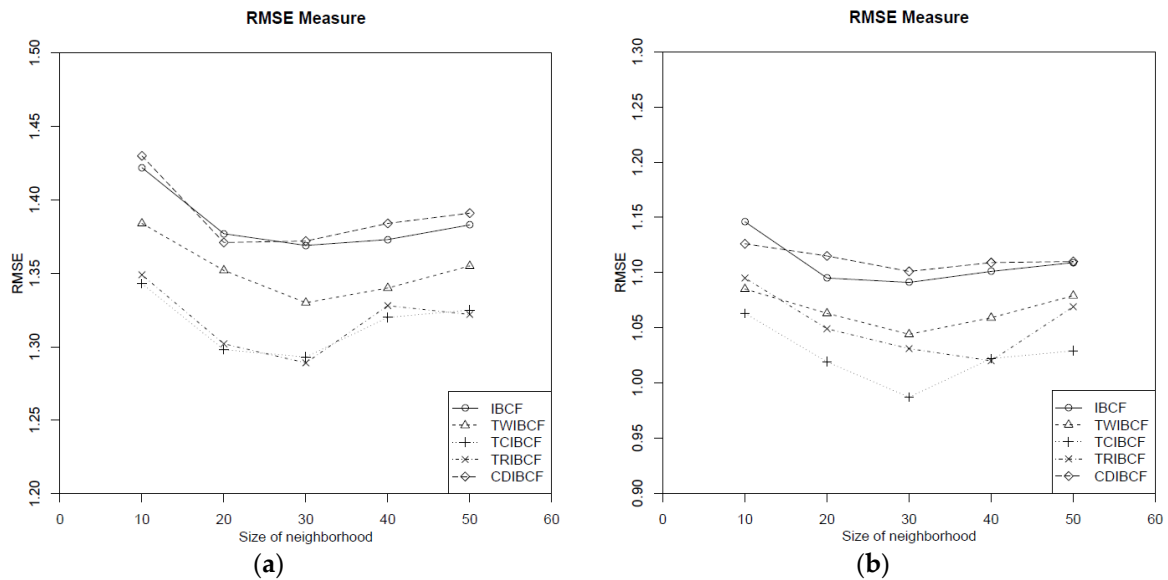 RMSE Measure
1.50
1.45
1.40
1.35
1.30
1.25
1.20
RMSE
0 10 20 30 40 50 60
Size of neighborhood
IBCF
TWIBCF
TCIBCF
TRIBCF
CDIBCF
(a)
RMSE Measure
1.30
1.25
1.20
1.15
1.10
1.05
1.00
0.95
0.90
RMSE
0 10 20 30 40 50 60
Size of neighborhood
IBCF
TWIBCF
TCIBCF
TRIBCF
CDIBCF
(b)